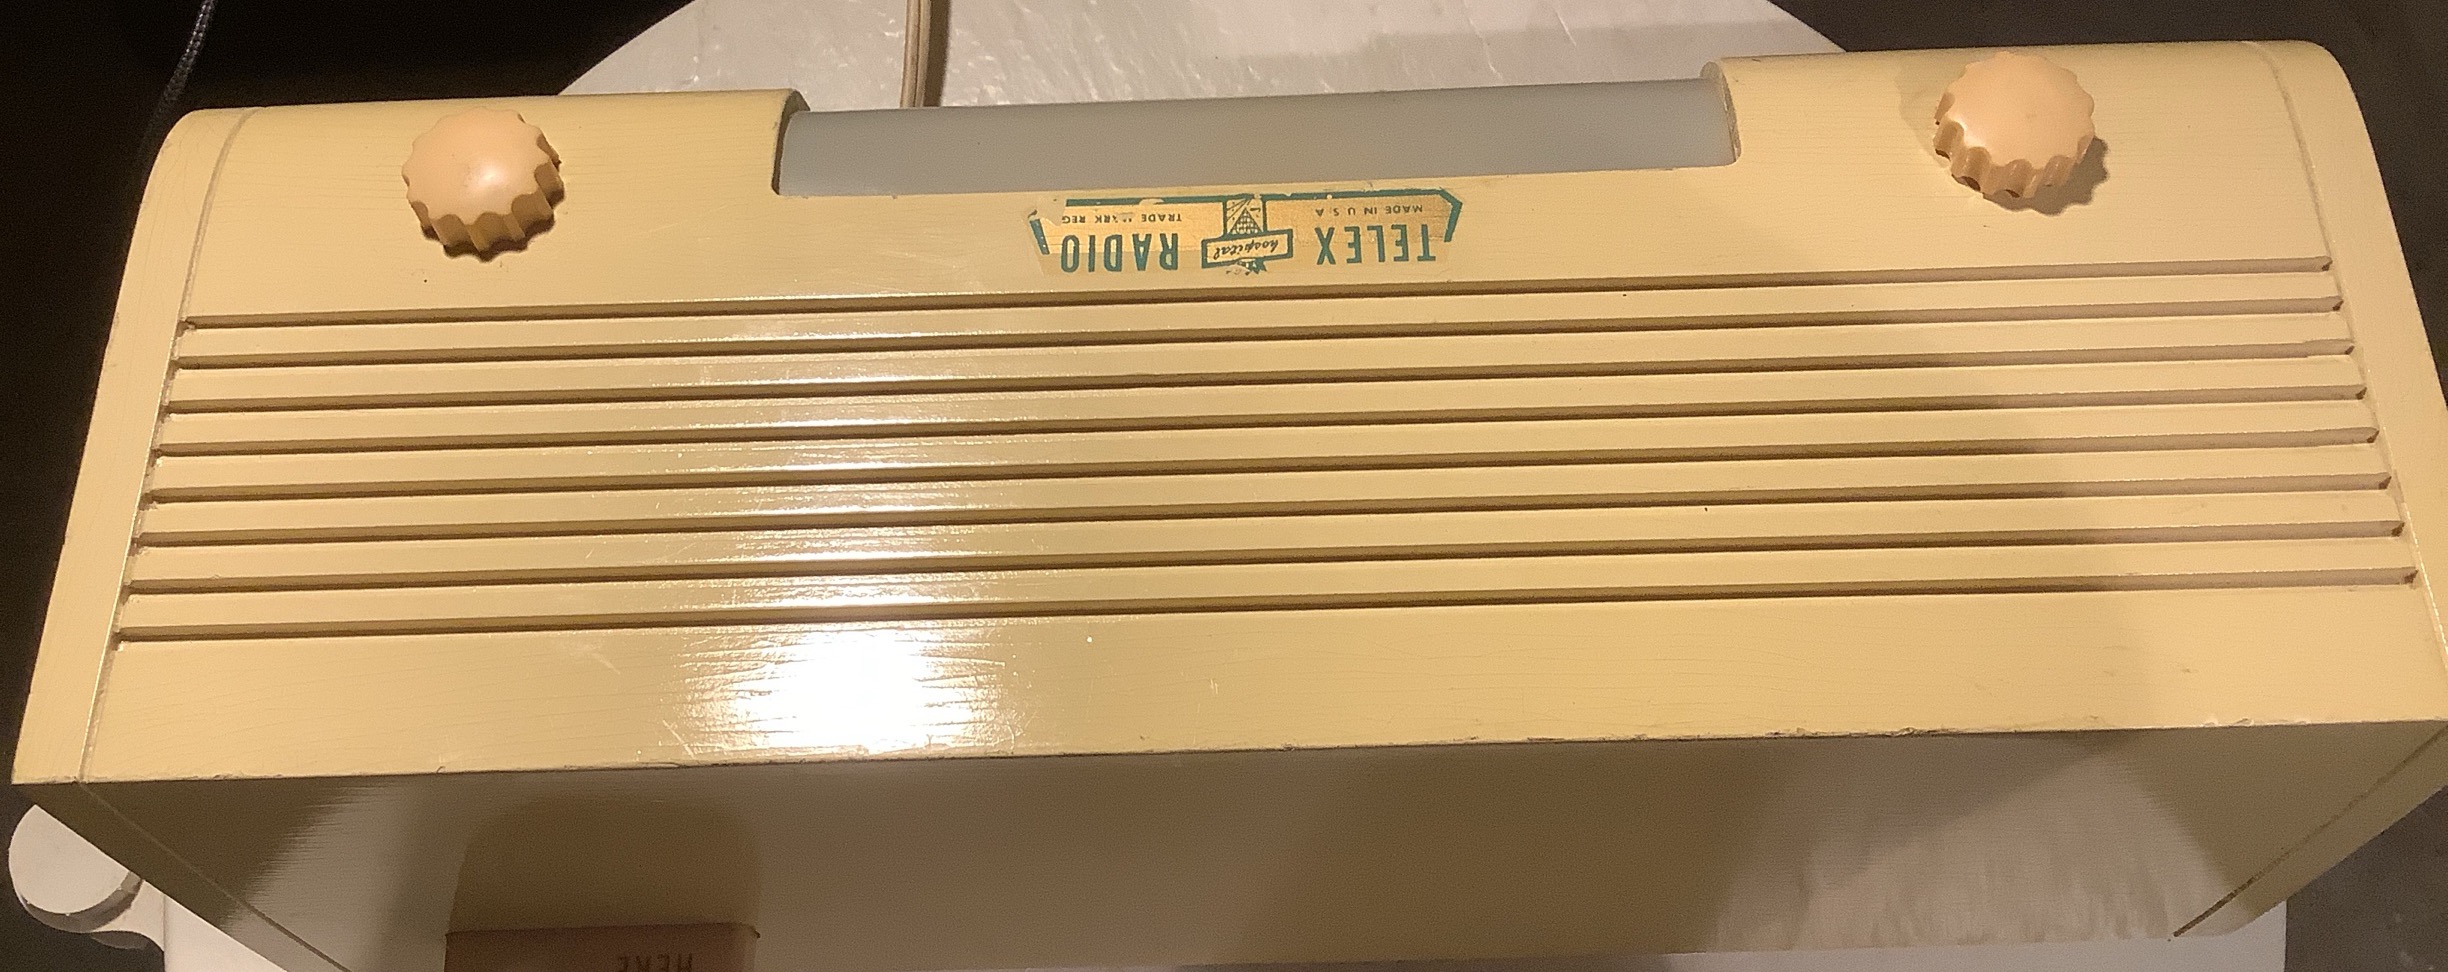 TELEX hospital RADIO
MADE IN U S A TRADE MARK REG
HERE